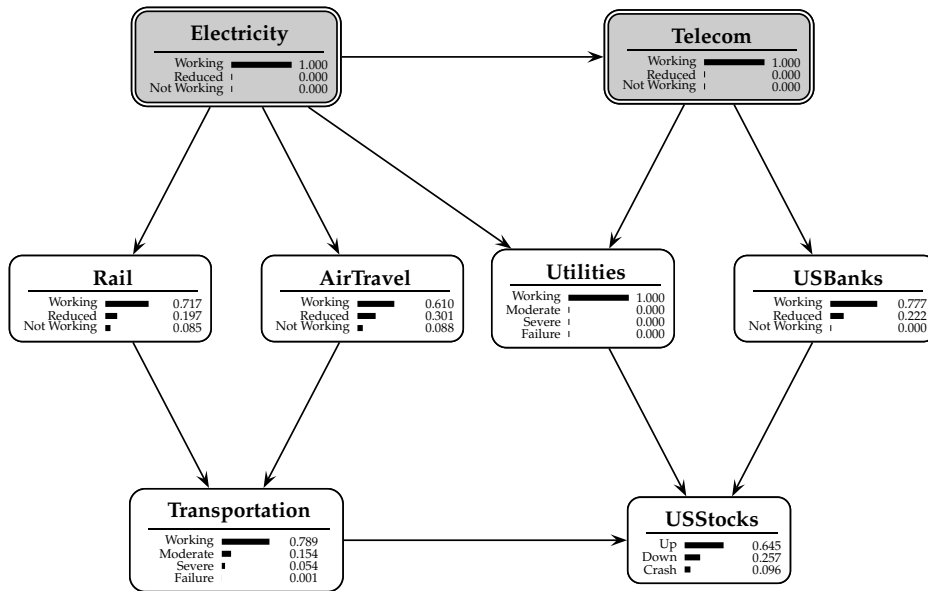 Electricity
Working 1.000
Reduced 0.000
Not Working 0.000
Telecom
Working 1.000
Reduced 0.000
Not Working 0.000
Rail
Working 0.717
Reduced 0.197
Not Working 0.085
AirTravel
Working 0.610
Reduced 0.301
Not Working 0.088
Utilities
Working 1.000
Moderate 0.000
Severe 0.000
Failure 0.000
USBanks
Working 0.777
Reduced 0.222
Not Working 0.000
Transportation
Working 0.789
Moderate 0.154
Severe 0.054
Failure 0.001
USStocks
Up 0.645
Down 0.257
Crash 0.096